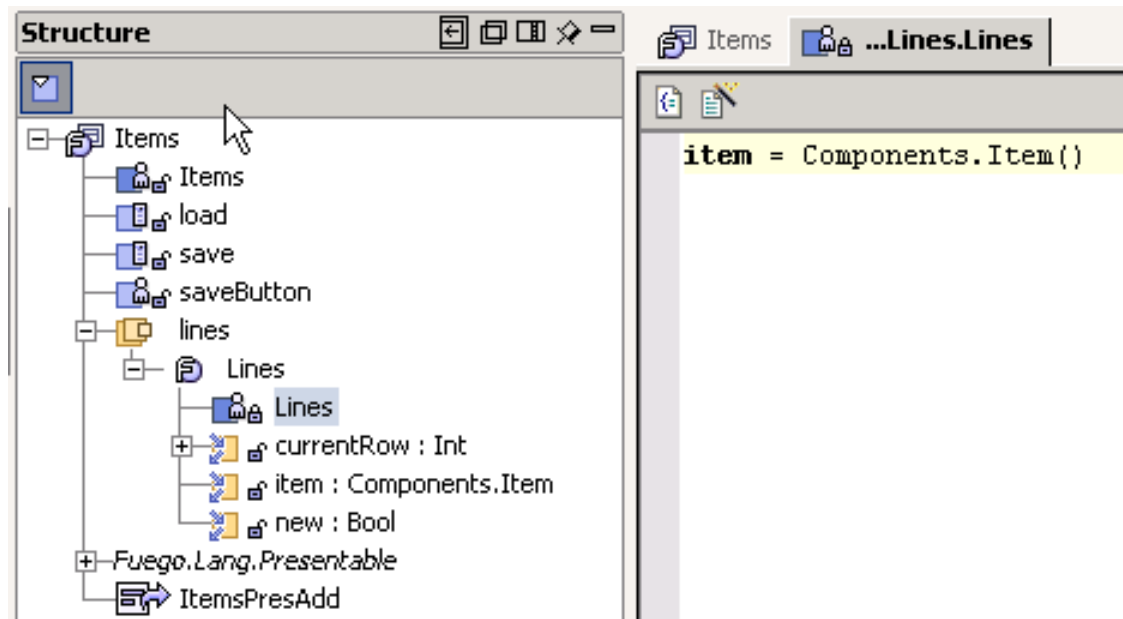 Structure
Items
Items
load
save
saveButton
lines
Lines
Lines
currentRow : Int
item : Components.Item
new : Bool
Fuego.Lang.Presentable
ItemsPresAdd
Items
...Lines.Lines
item = Components.Item()